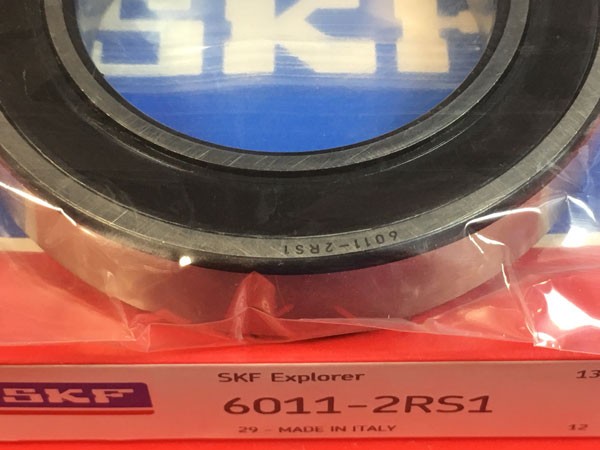 SKF
6011-2RS1
SKF Explorer
13
SKF
6011-2RS1
29 - MADE IN ITALY
12